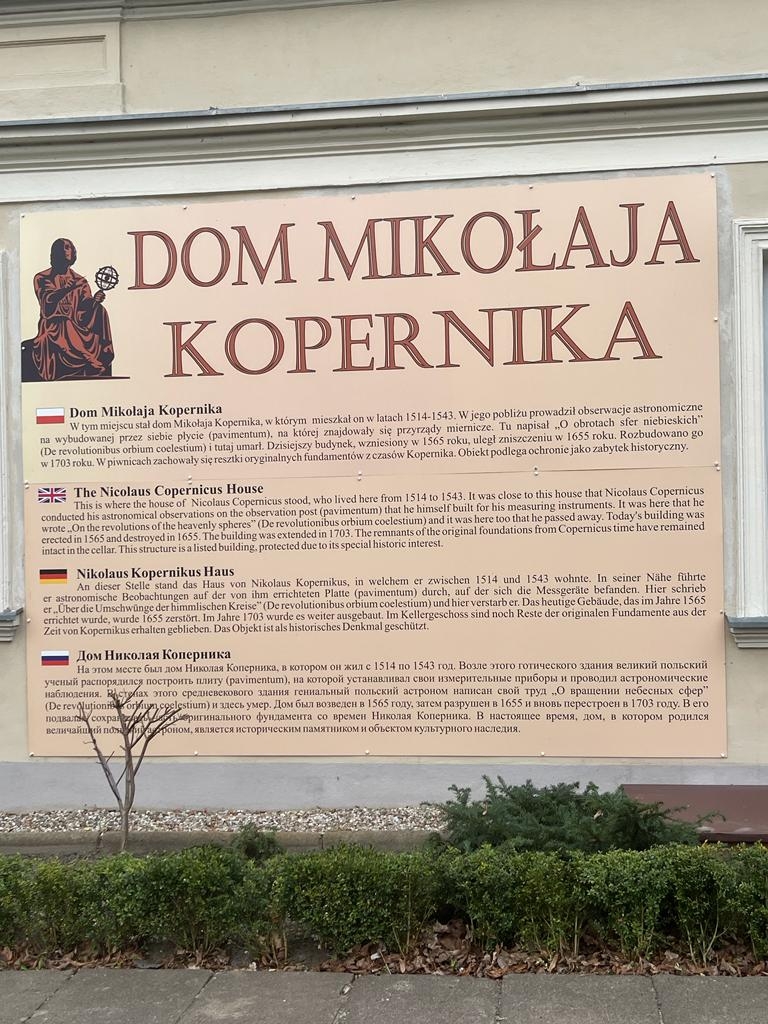 DOM MIKOŁAJA
KOPERNIKA
Dom Mikołaja Kopernika
W tym miejscu stał dom Mikołaja Kopernika, w którym mieszkał on w latach 1514-1543. W jego pobliżu prowadził obserwacje astronomiczne
na wybudowanej przez siebie płycie (pavimentum), na której znajdowały się przyrządy miernicze. Tu napisał „O obrotach sfer niebieskich”
(De revolutionibus orbium coelestium) i tutaj umarł. Dzisiejszy budynek, wzniesiony w 1565 roku, uległ zniszczeniu w 1655 roku. Rozbudowano go
w 1703 roku. W piwnicach zachowały się resztki oryginalnych fundamentów z czasów Kopernika. Obiekt podlega ochronie jako zabytek historyczny.
The Nicolaus Copernicus House
This is where the house of Nicolaus Copernicus stood, who lived here from 1514 to 1543. It was close to this house that Nicolaus Copernicus
conducted his astronomical observations on the observation post (pavimentum) that he himself built for his measuring instruments. It was here that he
wrote „On the revolutions of the heavenly spheres” (De revolutionibus orbium coelestium) and it was here too that he passed away. Today's building was
erected in 1565 and destroyed in 1655. The building was extended in 1703. The remnants of the original foundations from Copernicus time have remained
intact in the cellar. This structure is a listed building, protected due to its special historic interest.
Nikolaus Kopernikus Haus
An dieser Stelle stand das Haus von Nikolaus Kopernikus, in welchem er zwischen 1514 und 1543 wohnte. In seiner Nähe führte
er astronomische Beobachtungen auf der von ihm errichteten Platte (pavimentum) durch, auf der sich die Messgeräte befanden. Hier schrieb
er „Über die Umschwünge der himmlischen Kreise” (De revolutionibus orbium coelestium) und hier verstarb er. Das heutige Gebäude, das im Jahre 1565
errichtet wurde, wurde 1655 zerstört. Im Jahre 1703 wurde es weiter ausgebaut. Im Kellergeschoss sind noch Reste der originalen Fundamente aus der
Zeit von Kopernikus erhalten geblieben. Das Objekt ist als historisches Denkmal geschützt.
Дом Николая Коперника
На этом месте был дом Николая Коперника, в котором он жил с 1514 по 1543 год. Возле этого готического здания великий польский
ученый распорядился построить плиту (pavimentum), на которой устанавливал свои измерительные приборы и проводил астрономические
наблюдения. В стенах этого средневекового здания гениальный польский астроном написан свой труд „О вращении небесных сфер”
(De revolutionibus orbium coelestium) и здесь умер. Дом был возведен в 1565 году, затем разрушен в 1655 и вновь перестроен в 1703 году. В его
подвалах оригинального фундамента со времен Николая Коперника. В настоящее время, дом, в котором родился
величайший польский астроном, является историческим памятником и объектом культурного наследия.